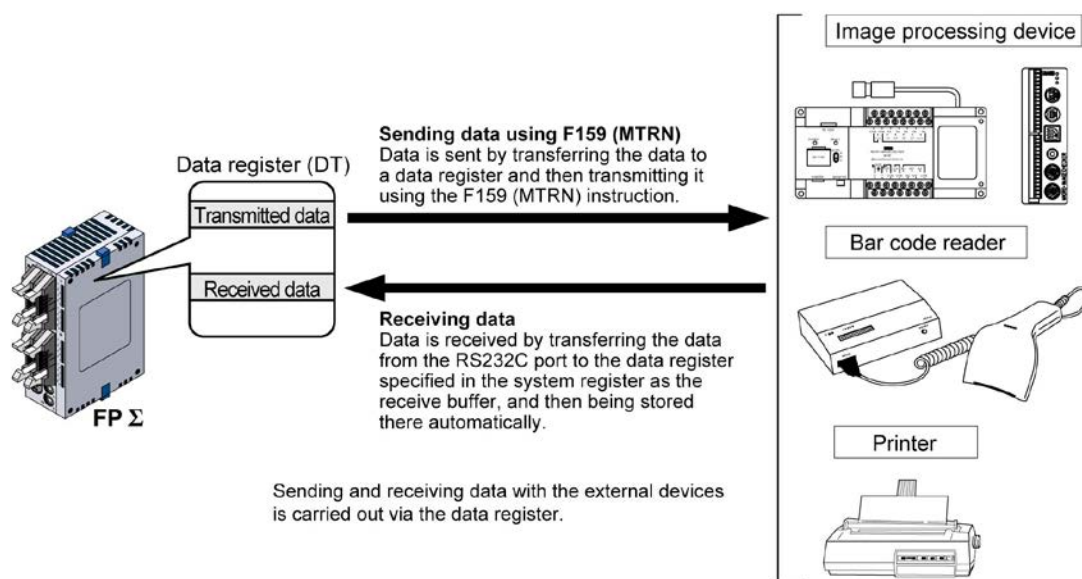 Image processing device
Sending data using F159 (MTRN)
Data is sent by transferring the data to
a data register and then transmitting it
using the F159 (MTRN) instruction.
Data register (DT)
Transmitted data
Received data
FP Σ
Receiving data
Data is received by transferring the data
from the RS232C port to the data register
specified in the system register as the
receive buffer, and then being stored
there automatically.
Sending and receiving data with the external devices
is carried out via the data register.
Bar code reader
Printer